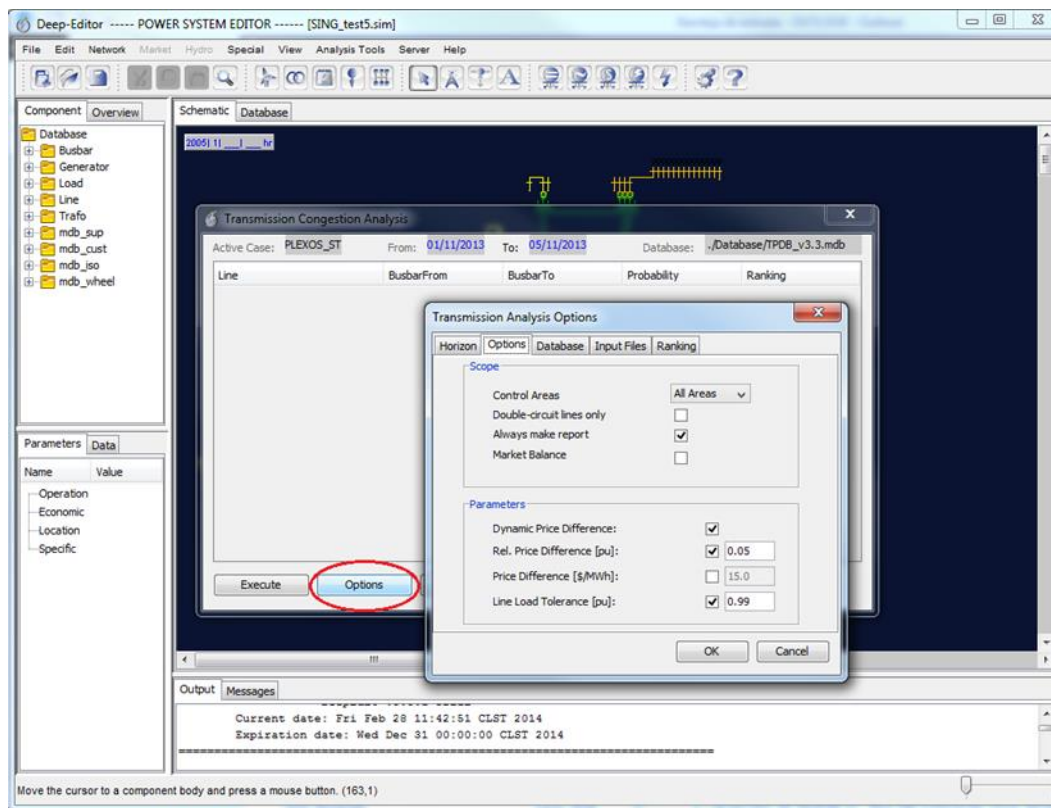 Deep-Editor ----- POWER SYSTEM EDITOR ------ [SING_test5.sim]
File Edit Network Market Hydro Special View Analysis Tools Server Help
Component Overview
Schematic Database
Database
Busbar
Generator
Load
Line
Trafo
mdb_sup
mdb_cust
mdb_iso
mdb_wheel
2005| 1| ___| ___ hr
Transmission Congestion Analysis
Active Case: PLEXOS_ST From: 01/11/2013 To: 05/11/2013 Database: ./Database/TPDB_v3.3.mdb
Line BusbarFrom BusbarTo Probability Ranking
Execute Options
Transmission Analysis Options
Horizon Options Database Input Files Ranking
Scope
Control Areas All Areas
Double-circuit lines only
Always make report
Market Balance
Parameters
Dynamic Price Difference:
Rel. Price Difference [pu]: 0.05
Price Difference [$/MWh]: 15.0
Line Load Tolerance [pu]: 0.99
OK Cancel
Parameters Data
Name Value
Operation
Economic
Location
Specific
Output Messages
Current date: Fri Feb 28 11:42:51 CLST 2014
Expiration date: Wed Dec 31 00:00:00 CLST 2014
Move the cursor to a component body and press a mouse button. (163,1)